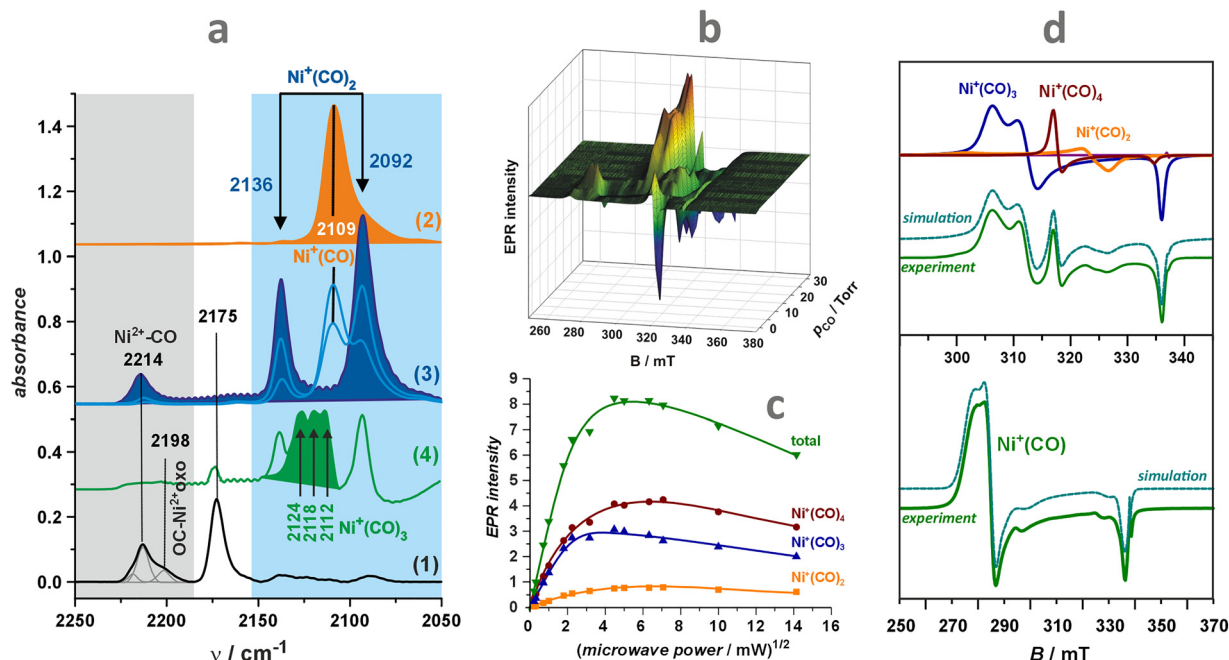 a
absorbance
1.4
1.2
1.0
0.8
0.6
0.4
0.2
0.0
Ni⁺(CO)₂
2136
2092
2109
(2)
Ni⁺(CO)
Ni²⁺-CO
2214
2175
(3)
2198
OC-Ni²⁺oxo
2124
2118
2112
Ni⁺(CO)₃
(4)
(1)
2250
2200
2150
2100
2050
ν / cm⁻¹
b
EPR intensity
260
280
300
320
340
360
380
B / mT
0
10
20
30
pCO / Torr
c
EPR intensity
9
8
7
6
5
4
3
2
1
0
total
Ni⁺(CO)₄
Ni⁺(CO)₃
Ni⁺(CO)₂
0 2 4 6 8 10 12 14 16
(microwave power / mW)¹/²
d
Ni⁺(CO)₃
Ni⁺(CO)₄
Ni⁺(CO)₂
simulation
experiment
300 310 320 330 340
Ni⁺(CO)
simulation
experiment
250 270 290 310 330 350 370
B / mT